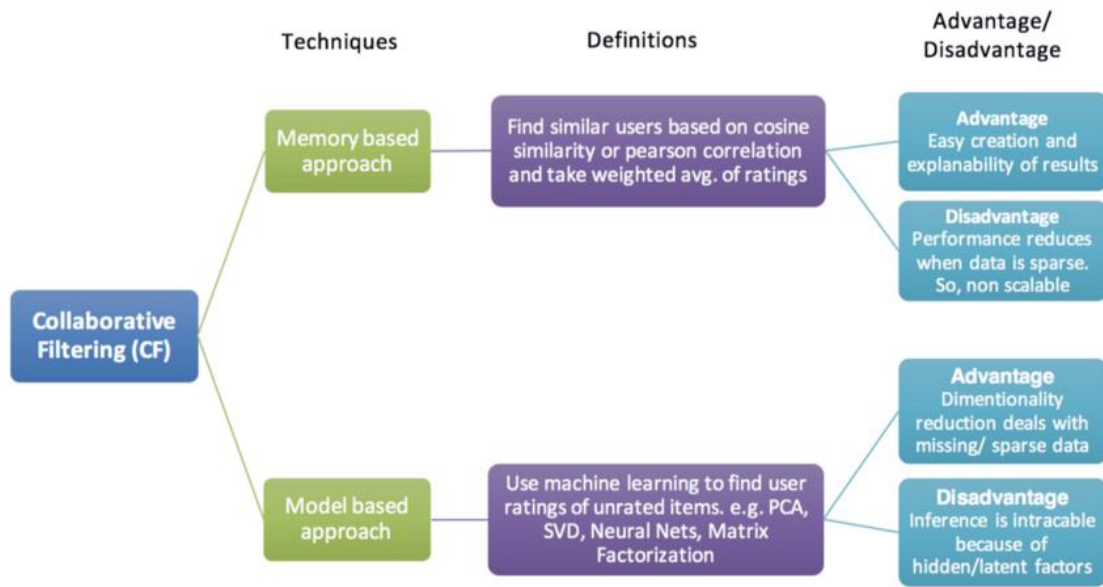 Techniques
Definitions
Advantage/
Disadvantage
Collaborative
Filtering (CF)
Memory based
approach
Find similar users based on cosine
similarity or pearson correlation
and take weighted avg. of ratings
Advantage
Easy creation and
explanability of results
Disadvantage
Performance reduces
when data is sparse.
So, non scalable
Model based
approach
Use machine learning to find user
ratings of unrated items. e.g. PCA,
SVD, Neural Nets, Matrix
Factorization
Advantage
Dimentionality
reduction deals with
missing/ sparse data
Disadvantage
Inference is intracable
because of
hidden/latent factors